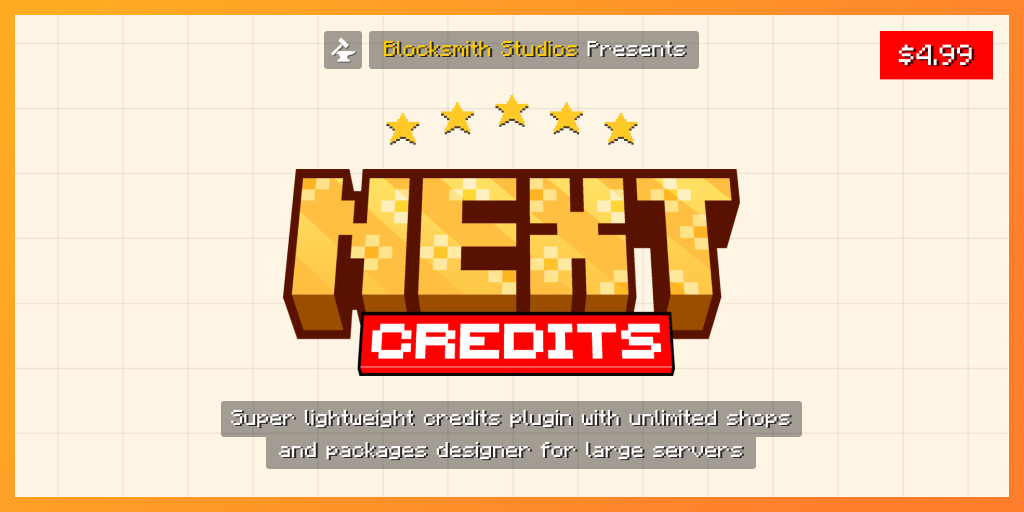 Blocksmith Studios Presents
$4.99
NEXT
CREDITS
Super lightweight credits plugin with unlimited shops
and packages designer for large servers